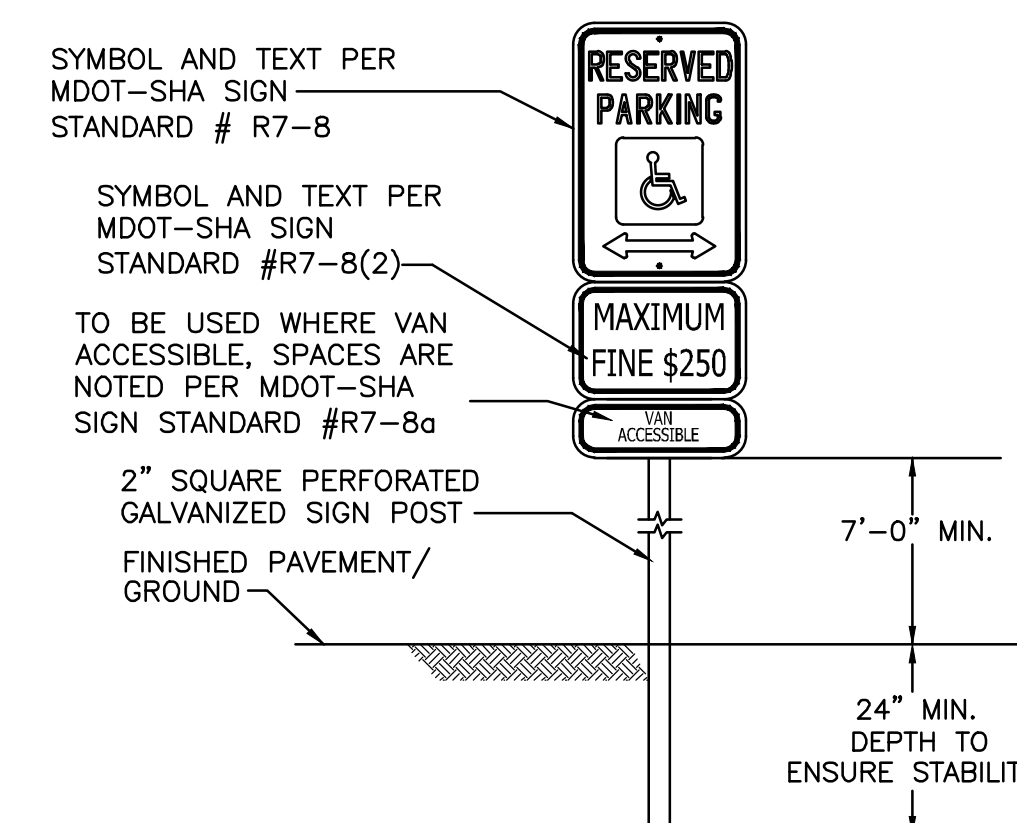 SYMBOL AND TEXT PER
MDOT-SHA SIGN
STANDARD # R7-8
SYMBOL AND TEXT PER
MDOT-SHA SIGN
STANDARD #R7-8(2)
TO BE USED WHERE VAN
ACCESSIBLE, SPACES ARE
NOTED PER MDOT-SHA
SIGN STANDARD #R7-8a
2" SQUARE PERFORATED
GALVANIZED SIGN POST
FINISHED PAVEMENT/
GROUND
RESERVED
PARKING
MAXIMUM
FINE $250
VAN
ACCESSIBLE
7'-0" MIN.
24" MIN.
DEPTH TO
ENSURE